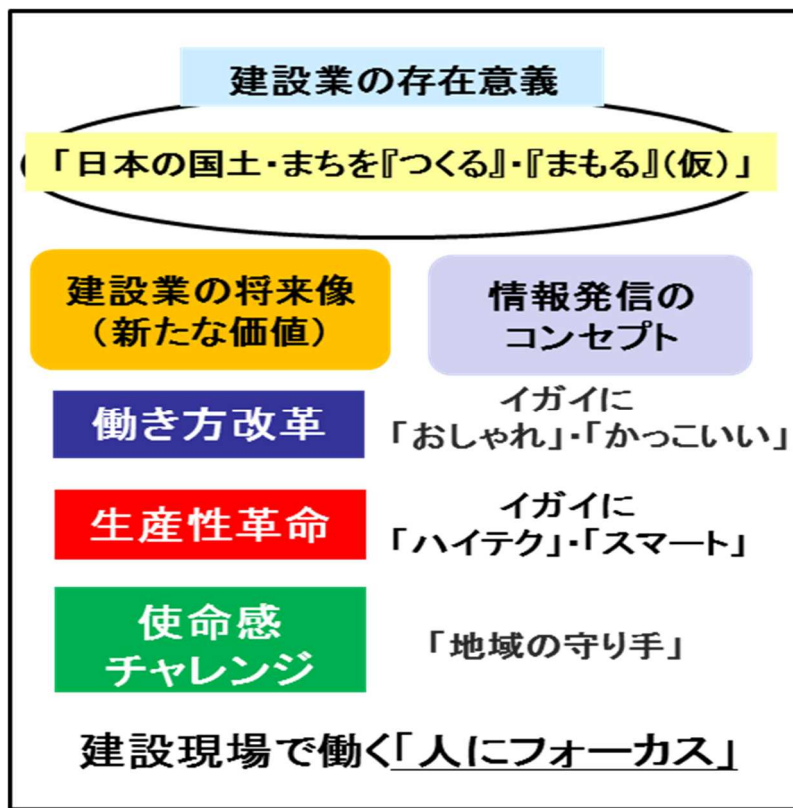 建設業の存在意義
「日本の国土・まちを『つくる』・『まもる』(仮)」
建設業の将来像
(新たな価値)
情報発信の
コンセプト
働き方改革
イガイに
「おしゃれ」・「かっこいい」
生産性革命
イガイに
「ハイテク」・「スマート」
使命感
チャレンジ
「地域の守り手」
建設現場で働く「人にフォーカス」